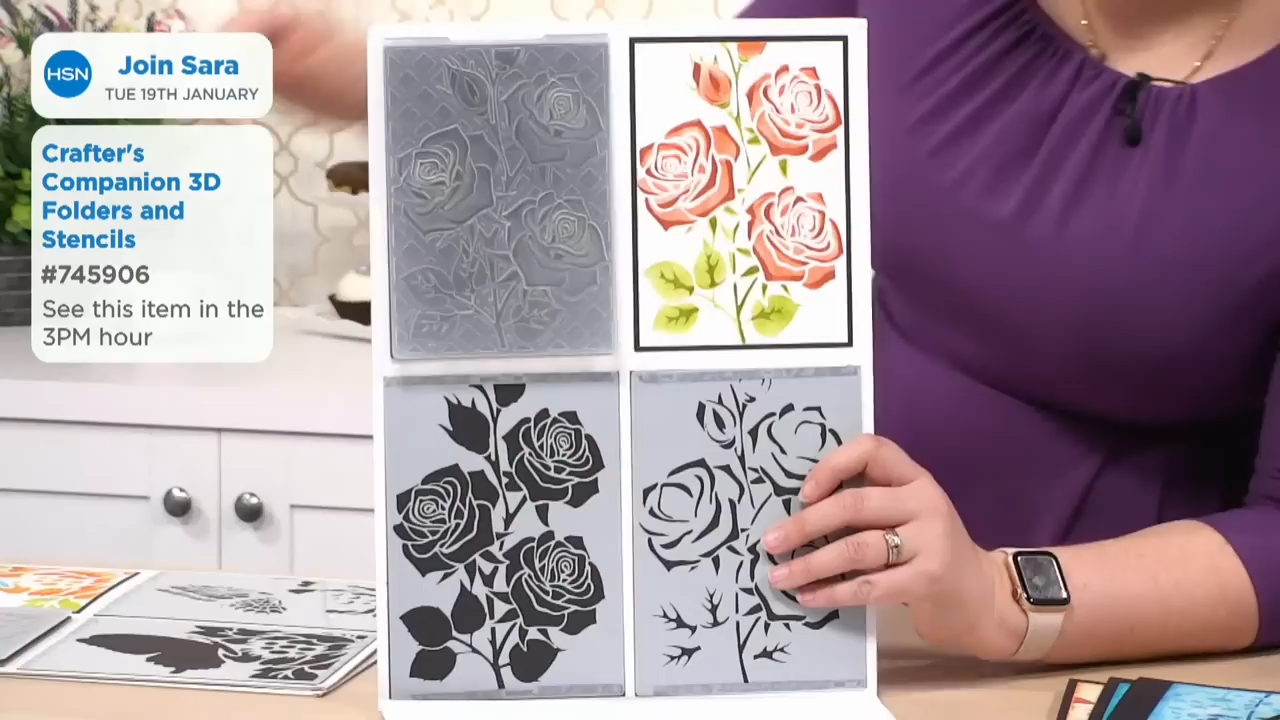 HSN
Join Sara
TUE 19TH JANUARY
Crafter's
Companion 3D
Folders and
Stencils
#745906
See this item in the
3PM hour